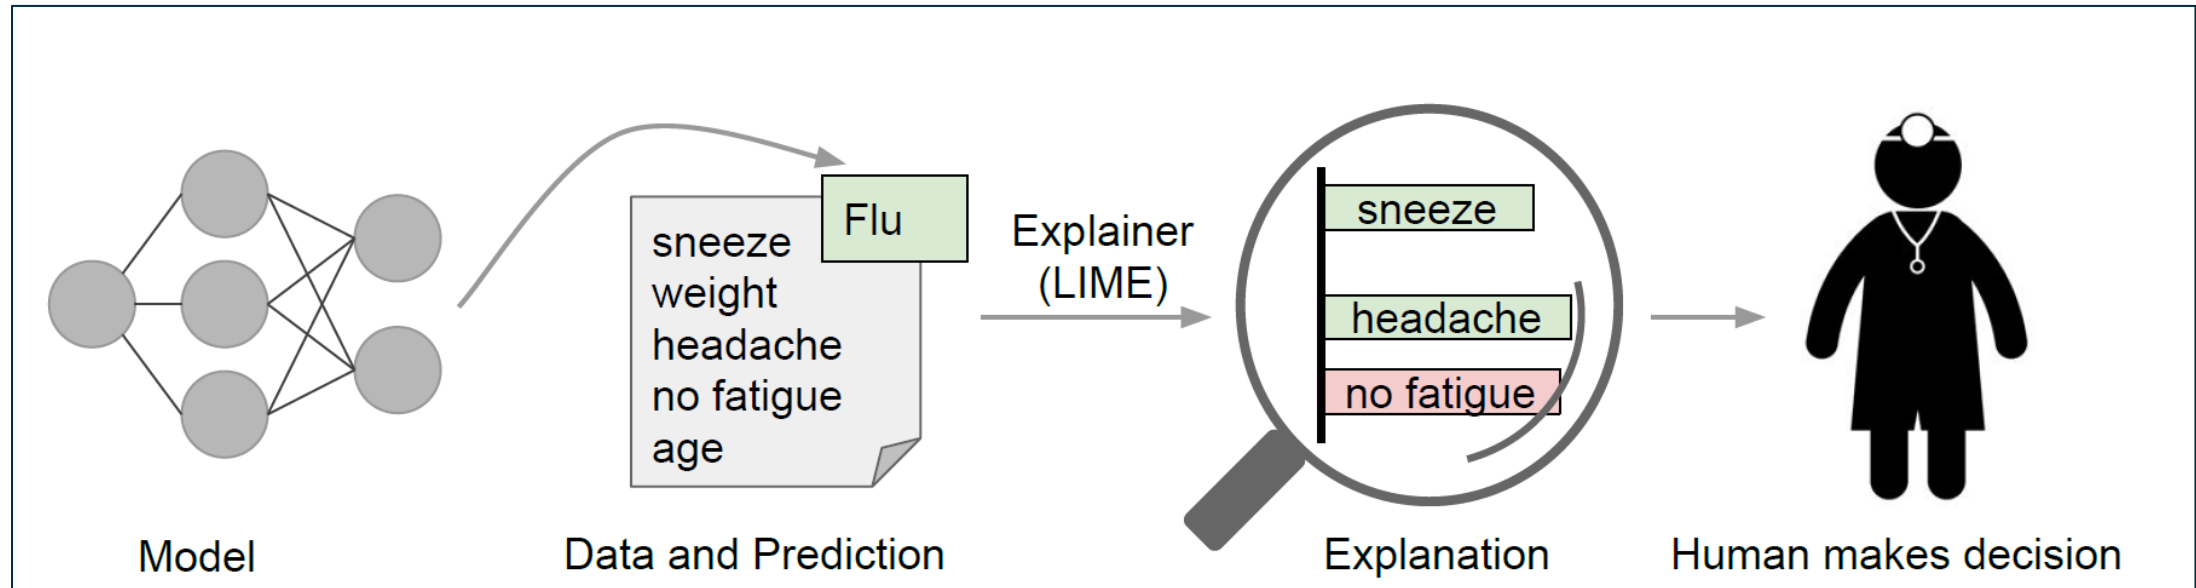 Flu
sneeze
weight
headache
no fatigue
age
Explainer
(LIME)
sneeze
headache
no fatigue
Model
Data and Prediction
Explanation
Human makes decision